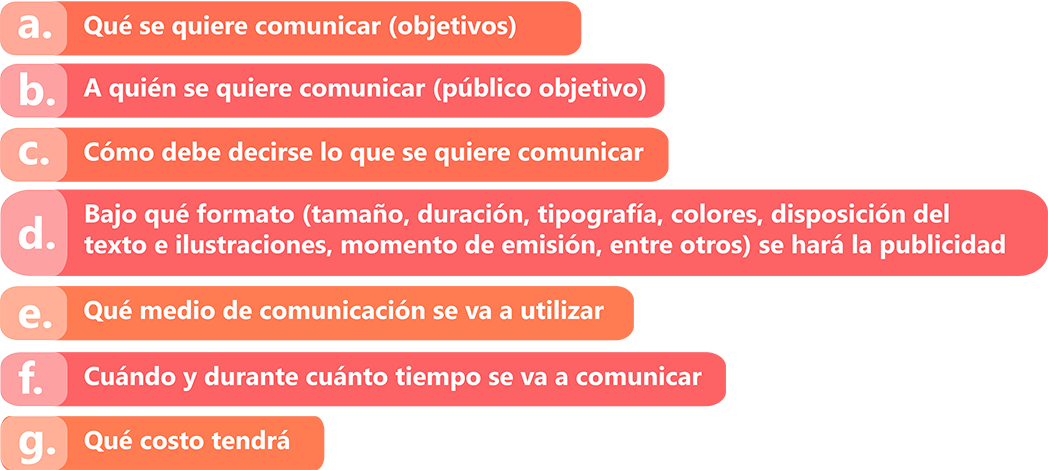 a. Qué se quiere comunicar (objetivos)
b. A quién se quiere comunicar (público objetivo)
c. Cómo debe decirse lo que se quiere comunicar
d. Bajo qué formato (tamaño, duración, tipografía, colores, disposición del
texto e ilustraciones, momento de emisión, entre otros) se hará la publicidad
e. Qué medio de comunicación se va a utilizar
f. Cuándo y durante cuánto tiempo se va a comunicar
g. Qué costo tendrá